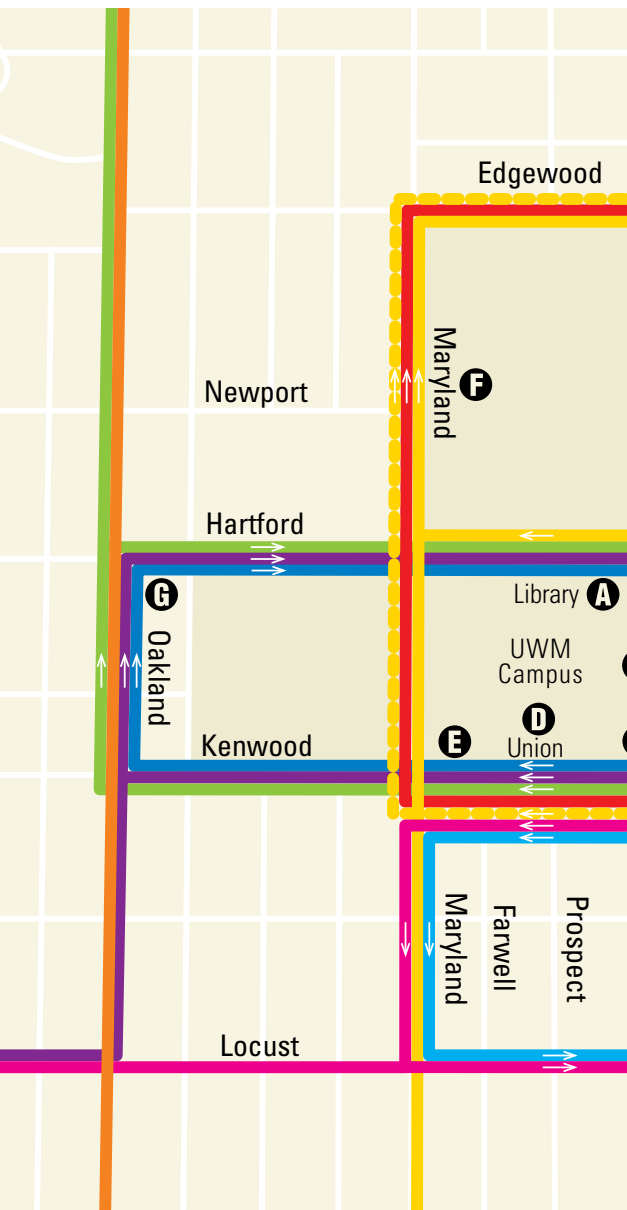 Edgewood
Maryland
F
Newport
Hartford
G
Library A
Oakland
UWM
Campus
D
Kenwood
E
Union
Maryland
Farwell
Prospect
Locust